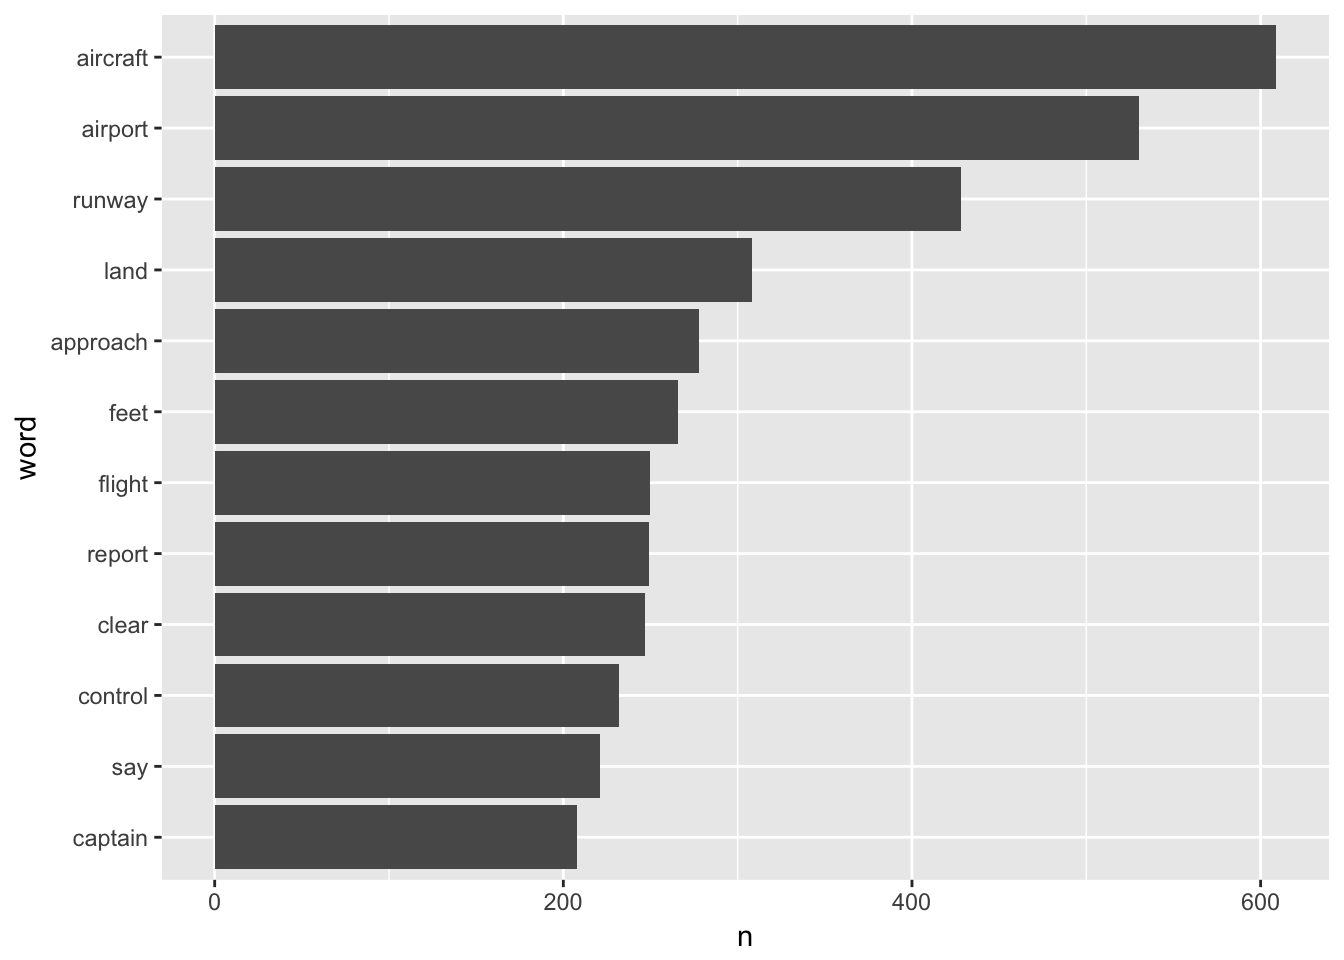 aircraft
airport
runway
land
approach
feet
flight
report
clear
control
say
captain
word
0 200 400 600
n